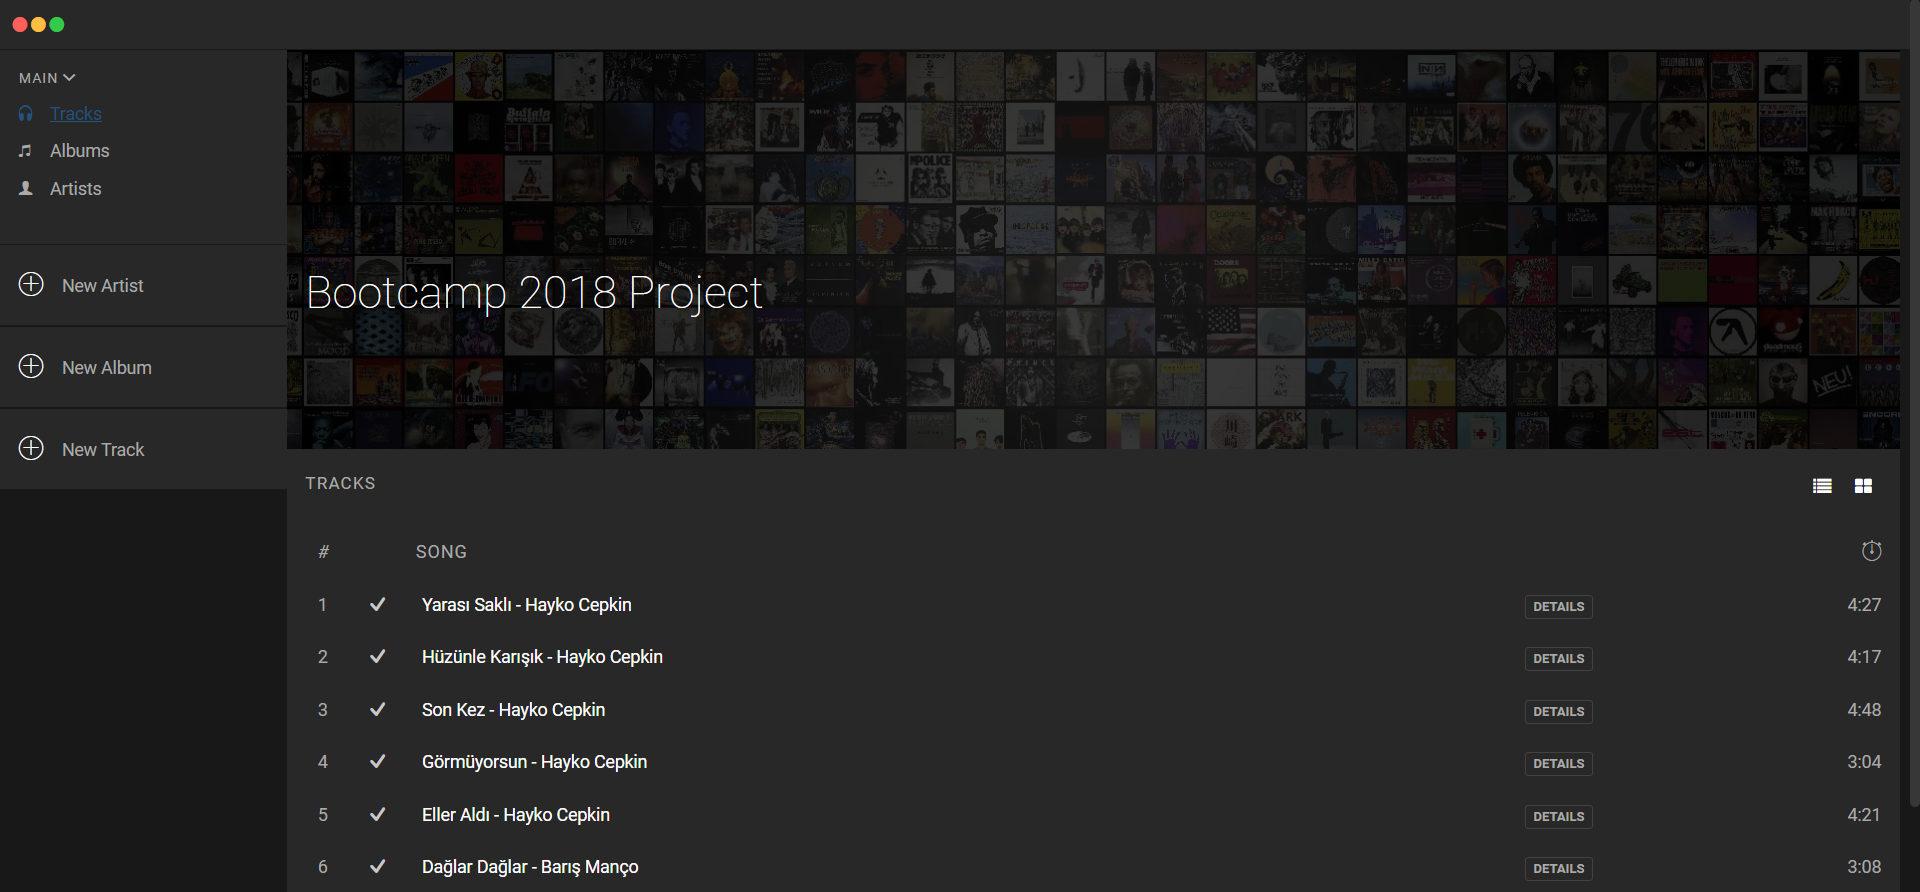 MAIN
Tracks
Albums
Artists
New Artist
New Album
New Track
Bootcamp 2018 Project
TRACKS
# SONG
1 Yarası Saklı - Hayko Cepkin DETAILS 4:27
2 Hüzünle Karışık - Hayko Cepkin DETAILS 4:17
3 Son Kez - Hayko Cepkin DETAILS 4:48
4 Görmüyorsun - Hayko Cepkin DETAILS 3:04
5 Eller Aldı - Hayko Cepkin DETAILS 4:21
6 Dağlar Dağlar - Barış Manço DETAILS 3:08